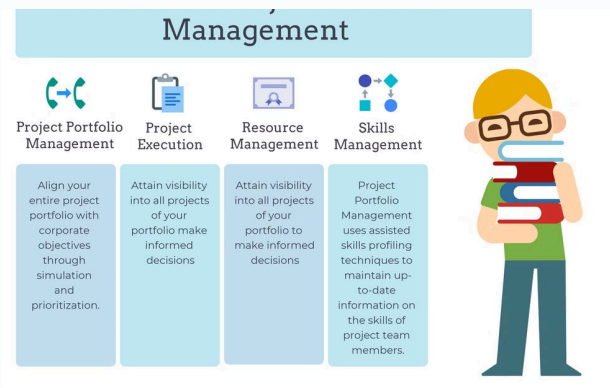 Management
Project Portfolio
Management
Project
Execution
Resource
Management
Skills
Management
Align your
entire project
portfolio with
corporate
objectives
through
simulation
and
prioritization.
Attain visibility
into all projects
of your
portfolio make
informed
decisions
Attain visibility
into all projects
of your
portfolio to
make informed
decisions
Project
Portfolio
Management
uses assisted
skills profiling
techniques to
maintain up-
to-date
information on
the skills of
project team
members.